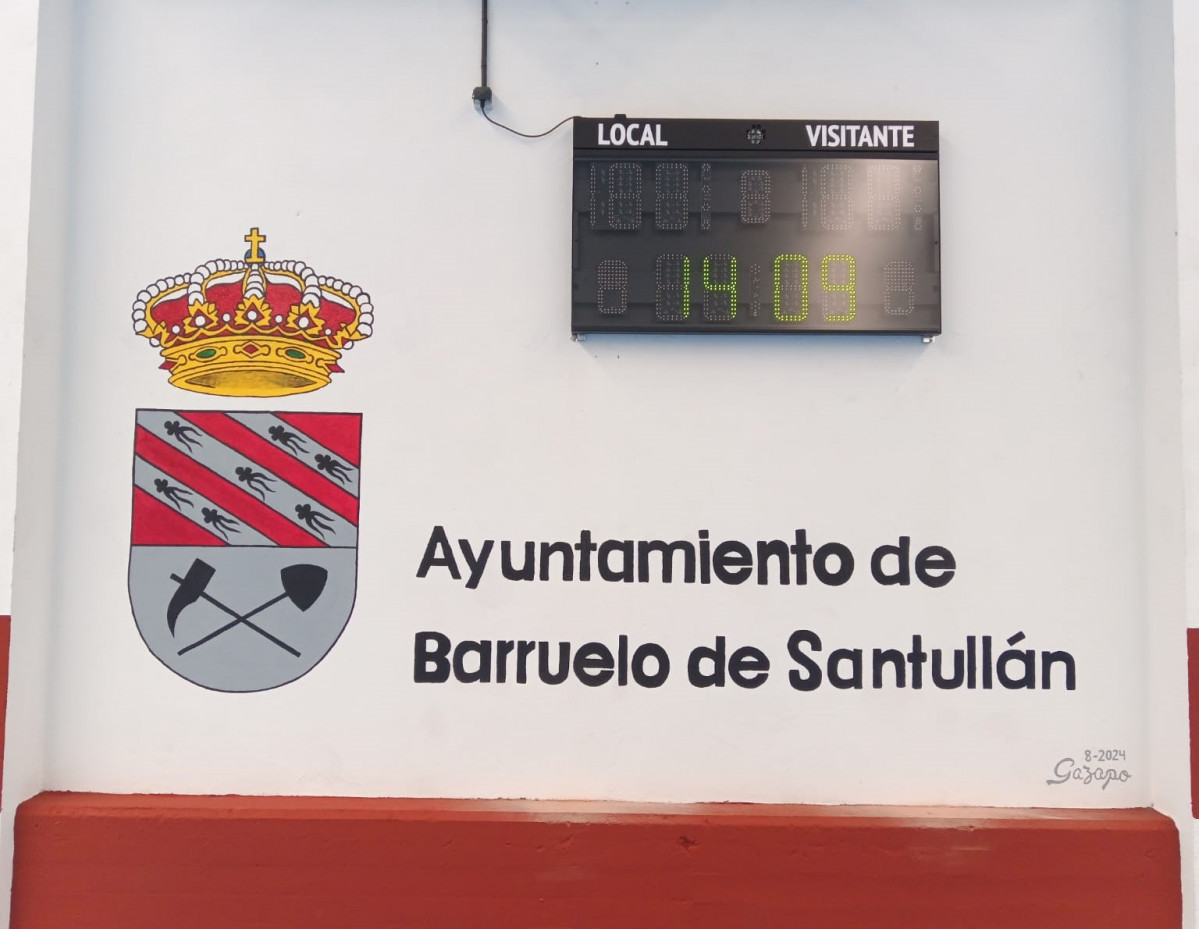 LOCAL VISITANTE
14 09
Ayuntamiento de
Barruelo de Santullán
8-2024
Gazapo